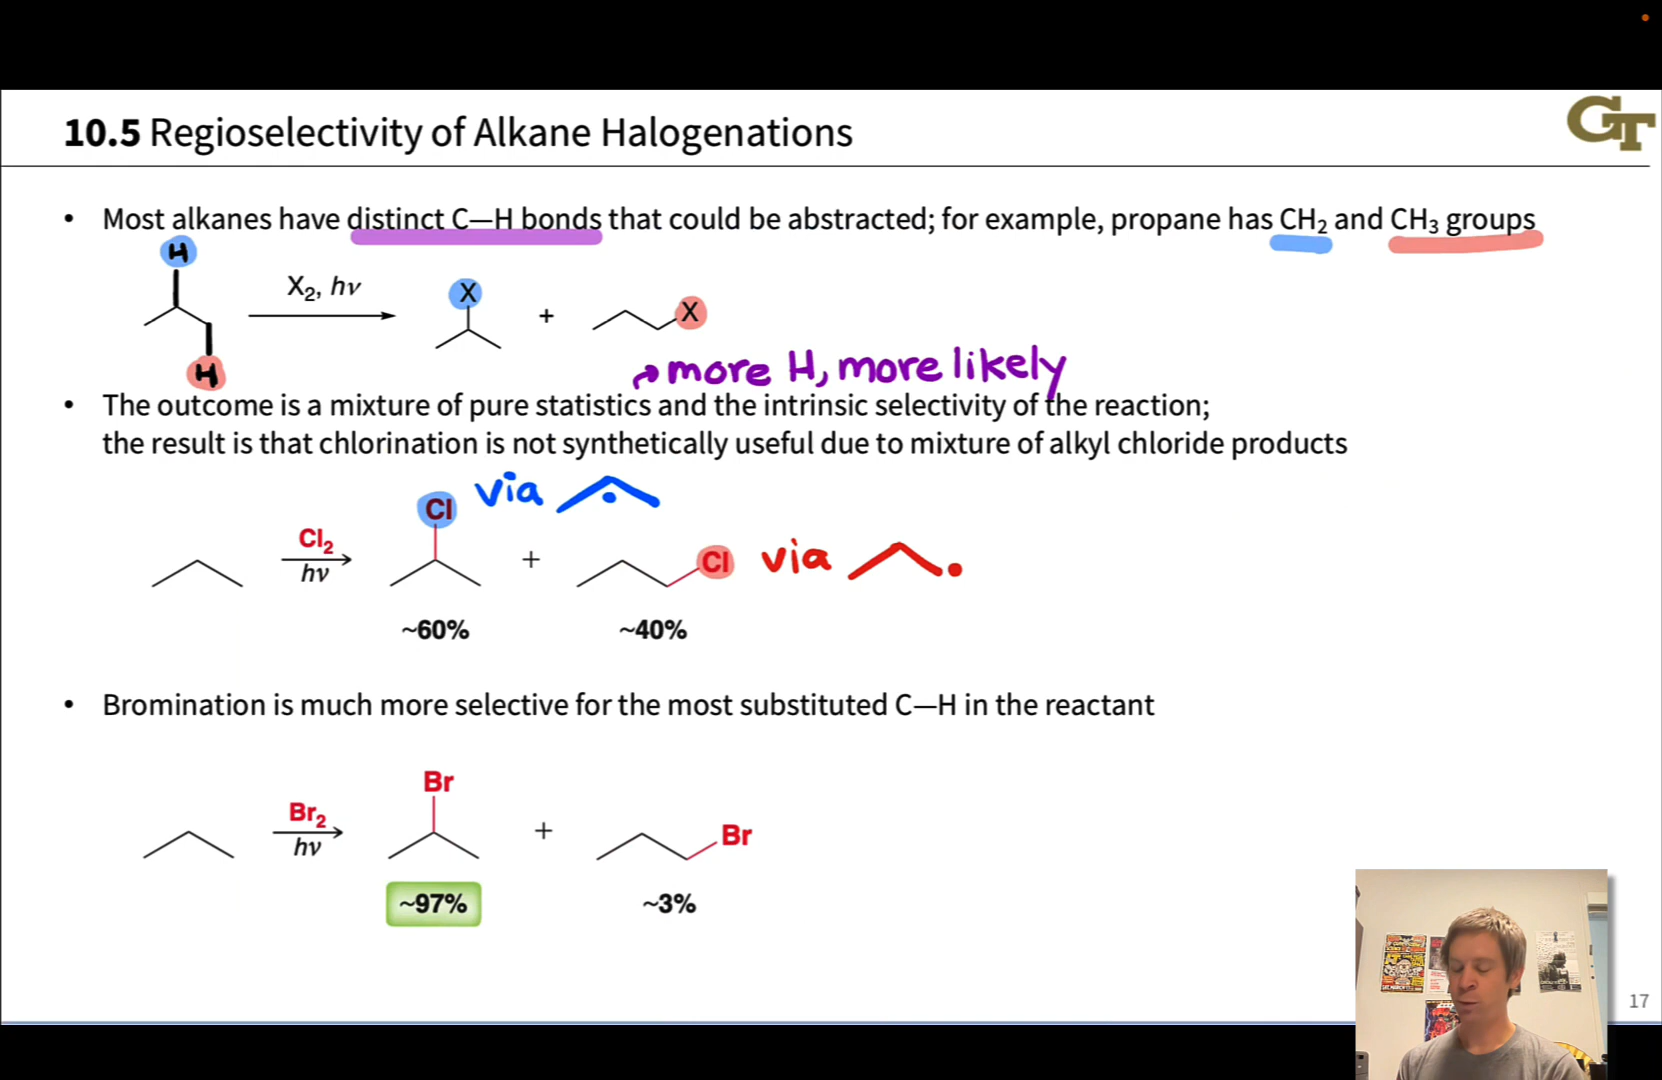 10.5 Regioselectivity of Alkane Halogenations
GT
• Most alkanes have distinct C—H bonds that could be abstracted; for example, propane has CH₂ and CH₃ groups
H
X₂, hν
X
+
X
H
more H, more likely
• The outcome is a mixture of pure statistics and the intrinsic selectivity of the reaction;
the result is that chlorination is not synthetically useful due to mixture of alkyl chloride products
Cl via
Cl₂
hν
+
Cl via
~60%
~40%
• Bromination is much more selective for the most substituted C—H in the reactant
Br
Br₂
hν
+
Br
~97%
~3%
17